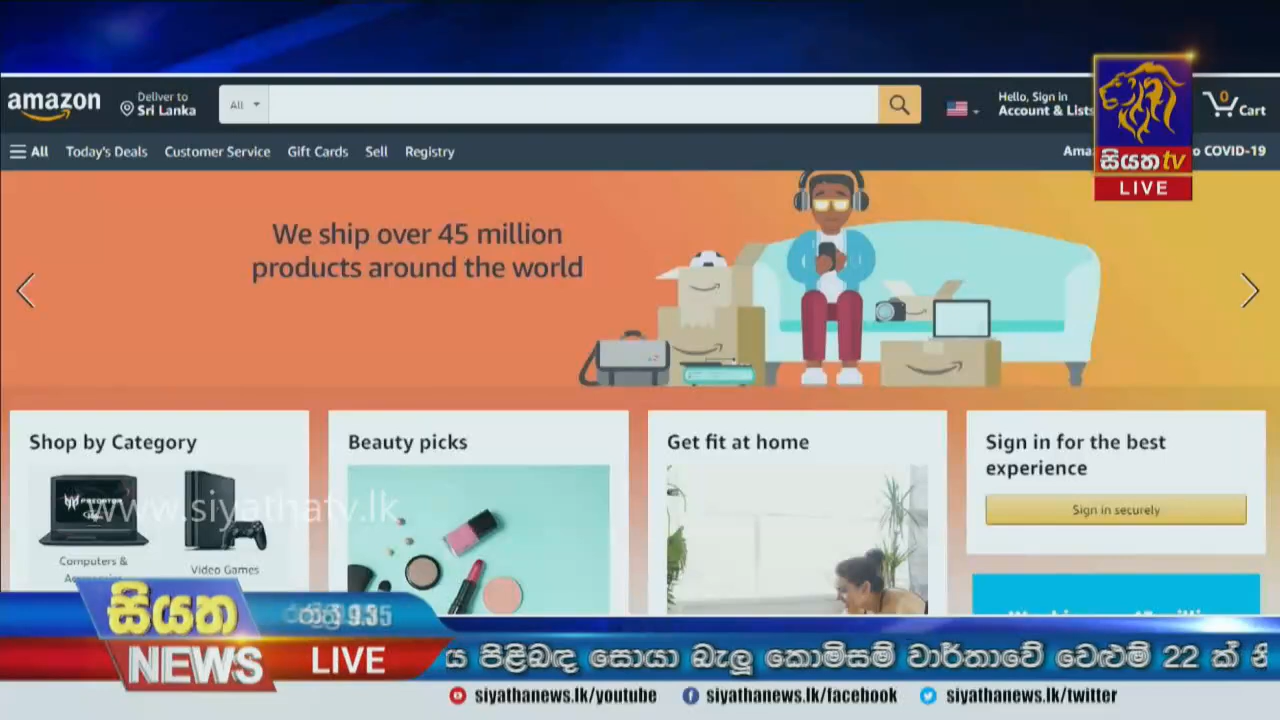 amazon
Deliver to
Sri Lanka
All
Hello, Sign in
Account & Lists
0
Cart
All
Today's Deals
Customer Service
Gift Cards
Sell
Registry
COVID-19
සියත tv
LIVE
We ship over 45 million
products around the world
Shop by Category
Beauty picks
Get fit at home
Sign in for the best
experience
Sign in securely
PREDATOR
www.siyathatv.lk
Computers &
Video Games
සියත
NEWS
රාත්‍රී
LIVE
ය පිළිබඳ සොයා බැලූ කොමිසම් වාර්තාවේ වෙළුම් 22 ක්
siyathanews.lk/youtube
siyathanews.lk/facebook
siyathanews.lk/twitter